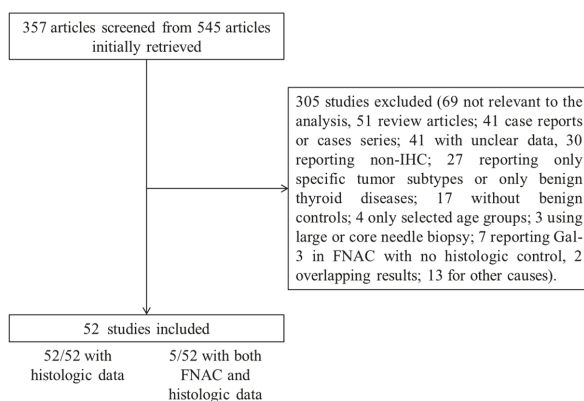 357 articles screened from 545 articles
initially retrieved
305 studies excluded (69 not relevant to the
analysis, 51 review articles; 41 case reports
or cases series; 41 with unclear data, 30
reporting non-IHC; 27 reporting only
specific tumor subtypes or only benign
thyroid diseases; 17 without benign
controls; 4 only selected age groups; 3 using
large or core needle biopsy; 7 reporting Gal-
3 in FNAC with no histologic control, 2
overlapping results; 13 for other causes).
52 studies included
52/52 with
histologic data
5/52 with both
FNAC and
histologic data